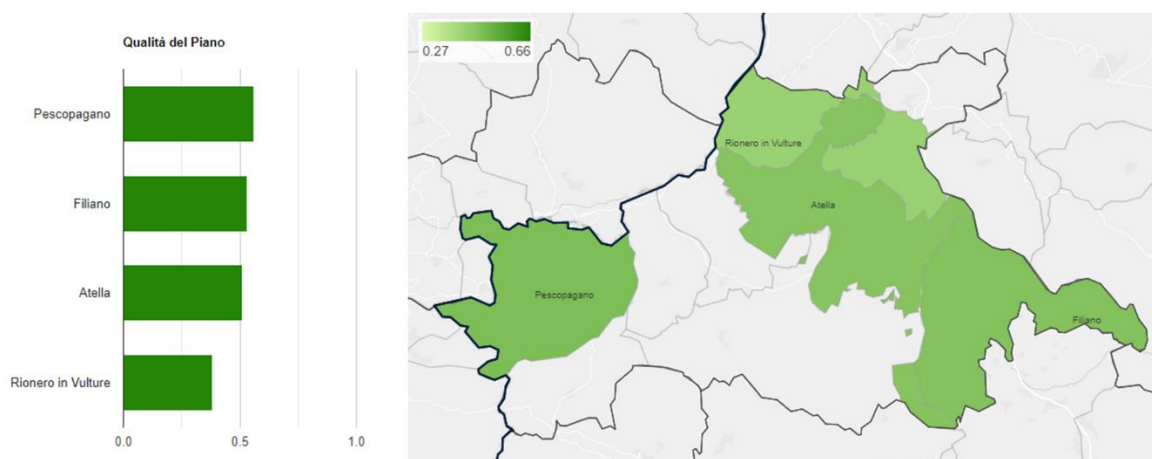 Qualità del Piano
Pescopagano
Filiano
Atella
Rionero in Vulture
0.0 0.5 1.0
0.27 0.66
Rionero in Vulture
Atella
Pescopagano
Filiano